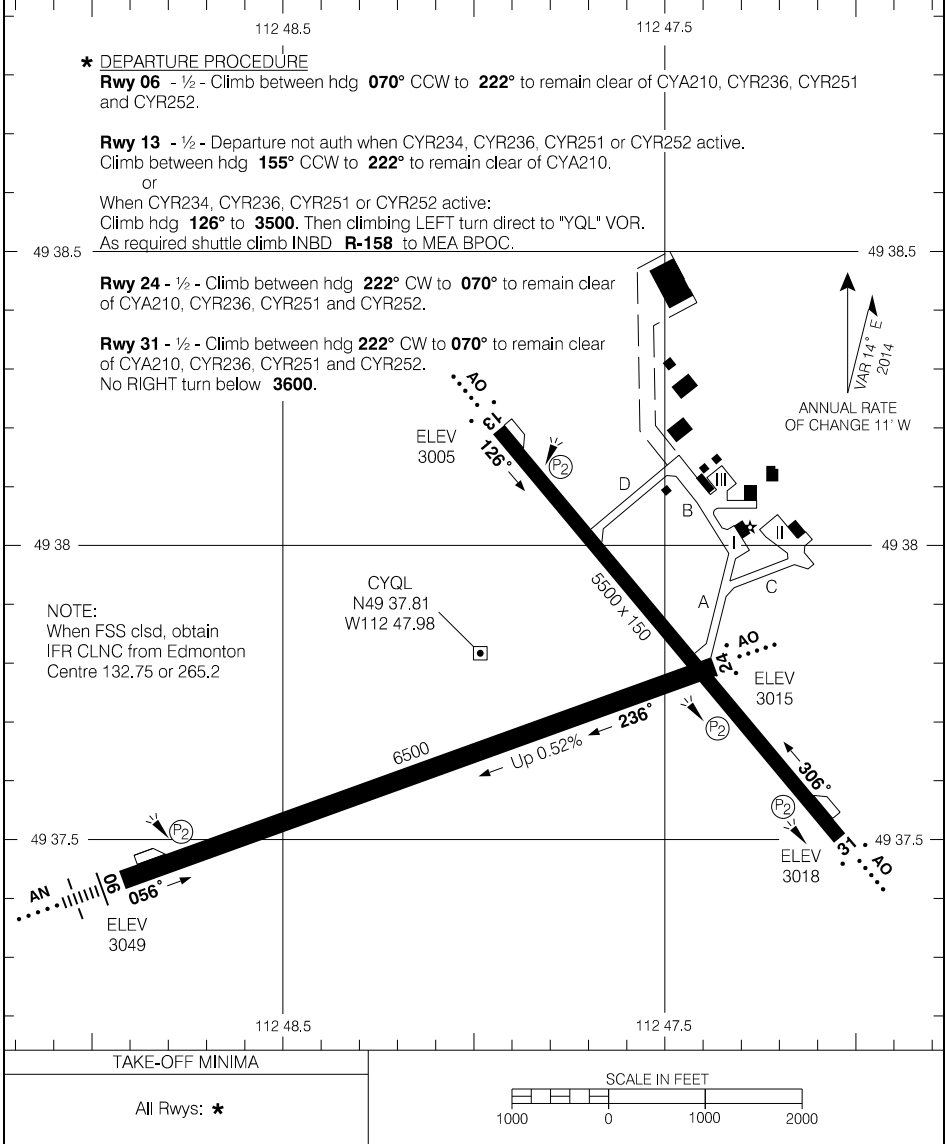 112 48.5
112 47.5
* DEPARTURE PROCEDURE
Rwy 06 - ½ - Climb between hdg 070° CCW to 222° to remain clear of CYA210, CYR236, CYR251
and CYR252.
Rwy 13 - ½ - Departure not auth when CYR234, CYR236, CYR251 or CYR252 active.
Climb between hdg 155° CCW to 222° to remain clear of CYA210.
or
When CYR234, CYR236, CYR251 or CYR252 active:
Climb hdg 126° to 3500. Then climbing LEFT turn direct to "YQL" VOR.
As required shuttle climb INBD R-158 to MEA BPOC.
49 38.5
49 38.5
Rwy 24 - ½ - Climb between hdg 222° CW to 070° to remain clear
of CYA210, CYR236, CYR251 and CYR252.
Rwy 31 - ½ - Climb between hdg 222° CW to 070° to remain clear
of CYA210, CYR236, CYR251 and CYR252.
No RIGHT turn below 3600.
VAR 14° E
2014
ANNUAL RATE
OF CHANGE 11' W
AO
13
ELEV
3005
126°
P2
D
III
B
I
II
49 38
49 38
5500 x 150
A
C
CYQL
N49 37.81
W112 47.98
NOTE:
When FSS clsd, obtain
IFR CLNC from Edmonton
Centre 132.75 or 265.2
24
AO
ELEV
3015
236°
P2
6500
Up 0.52%
306°
P2
P2
49 37.5
49 37.5
31
ELEV
3018
AO
AN
06
056°
ELEV
3049
112 48.5
112 47.5
TAKE-OFF MINIMA
All Rwys: *
SCALE IN FEET
1000
0
1000
2000